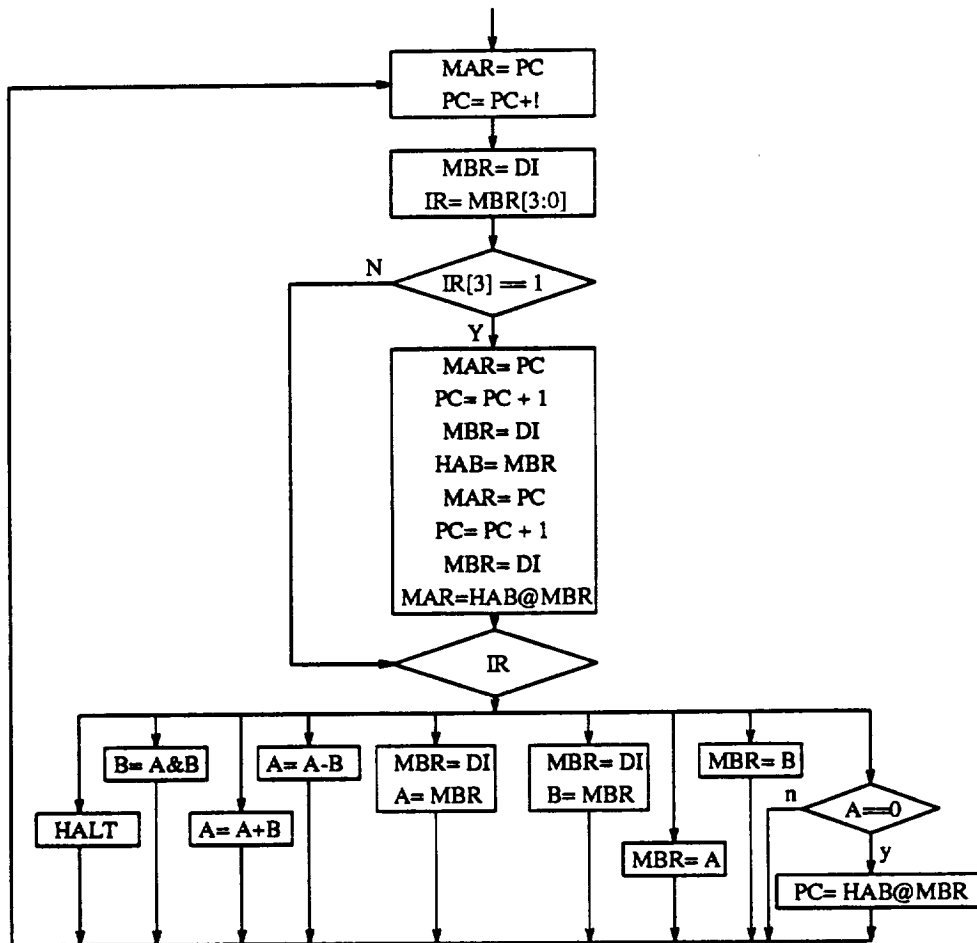 MAR= PC
PC= PC+!
MBR= DI
IR= MBR[3:0]
N
IR[3] == 1
Y
MAR= PC
PC= PC + 1
MBR= DI
HAB= MBR
MAR= PC
PC= PC + 1
MBR= DI
MAR=HAB@MBR
IR
B= A&B
A= A-B
MBR= DI
A= MBR
MBR= DI
B= MBR
MBR= B
n
A==0
HALT
A= A+B
MBR= A
y
PC= HAB@MBR